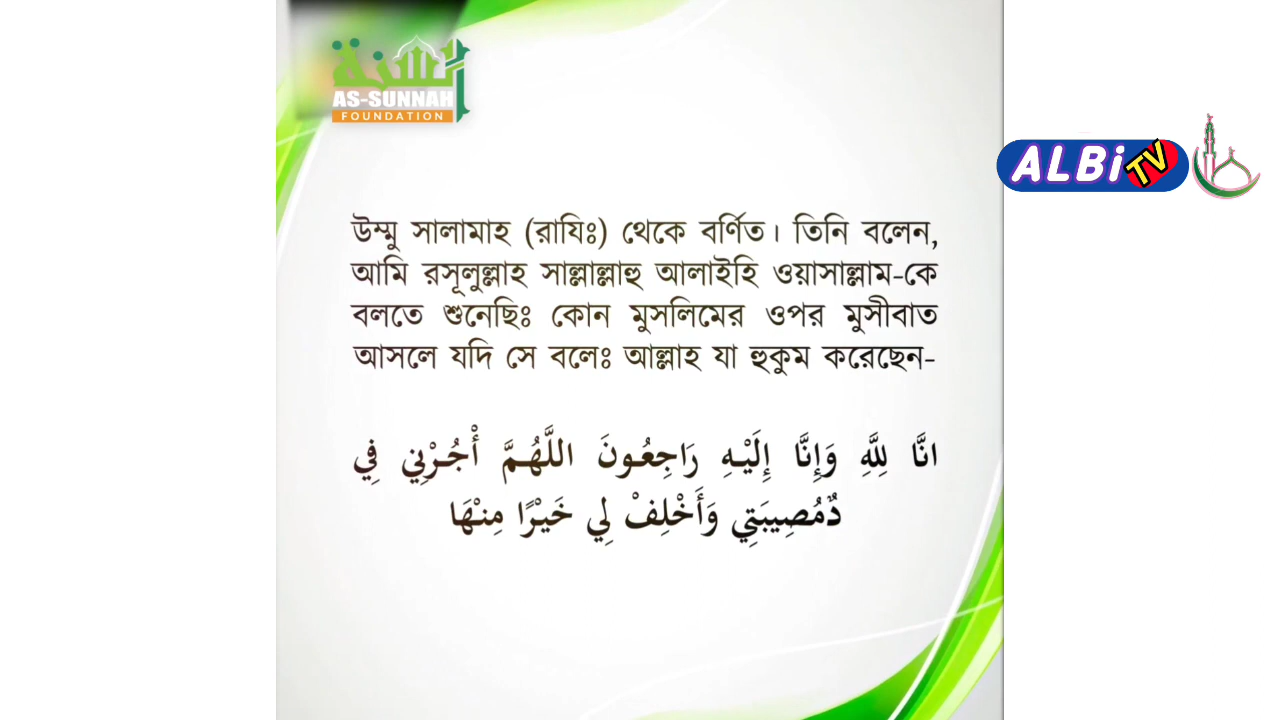 السنة
AS-SUNNAH
FOUNDATION
ALBi TV
উম্মু সালামাহ (রাযিঃ) থেকে বর্ণিত। তিনি বলেন,
আমি রসূলুল্লাহ সাল্লাল্লাহু আলাইহি ওয়াসাল্লাম-কে
বলতে শুনেছিঃ কোন মুসলিমের ওপর মুসীবাত
আসলে যদি সে বলেঃ আল্লাহ যা হুকুম করেছেন-
انَّا لِلَّهِ وَإِنَّا إِلَيْهِ رَاجِعُونَ اللَّهُمَّ أْجُرْنِي فِي
دٌمُصِيبَتِي وَأَخْلِفْ لِي خَيْرًا مِنْهَا